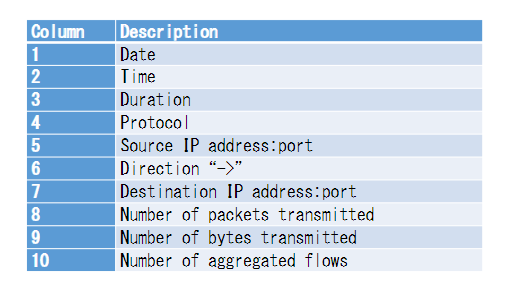 Column Description
1 Date
2 Time
3 Duration
4 Protocol
5 Source IP address:port
6 Direction “->”
7 Destination IP address:port
8 Number of packets transmitted
9 Number of bytes transmitted
10 Number of aggregated flows